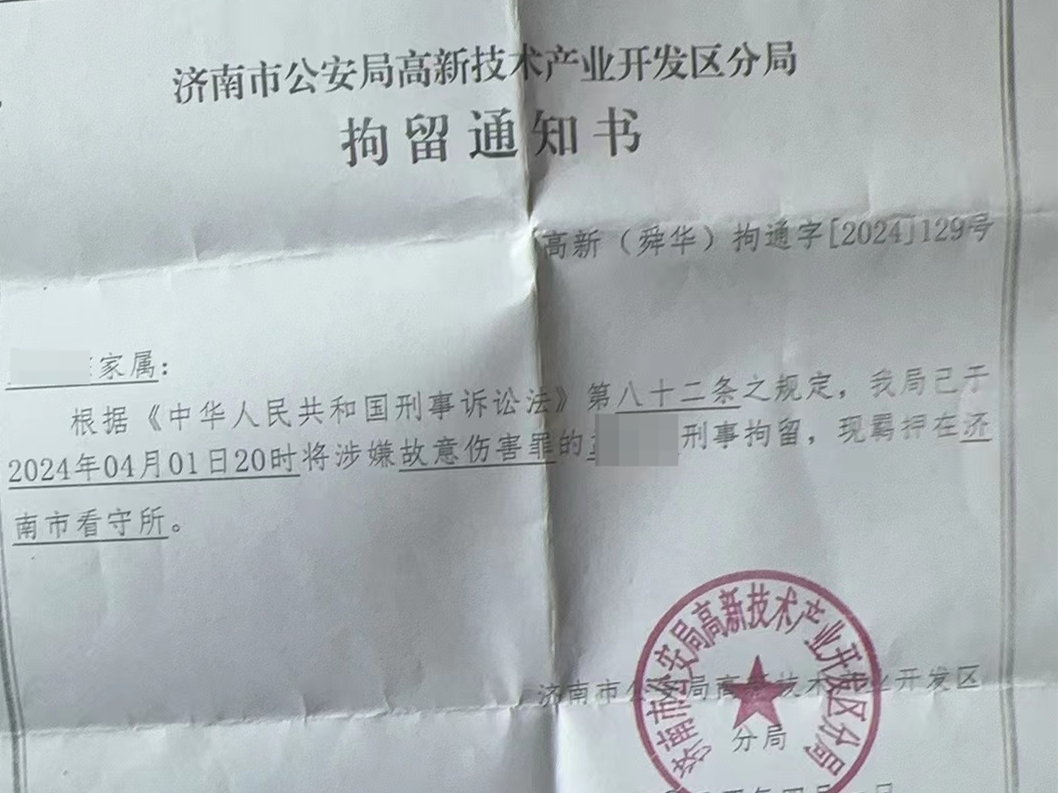 济南市公安局高新技术产业开发区分局
拘留通知书
高新（舜华）拘通字[2024]129号
家属：
根据《中华人民共和国刑事诉讼法》第八十二条之规定，我局已于
2024年04月01日20时将涉嫌故意伤害罪的 刑事拘留，现羁押在济
南市看守所。
济南市公安局高新技术产业开发区
分局
济南市公安局高新技术产业开发区分局